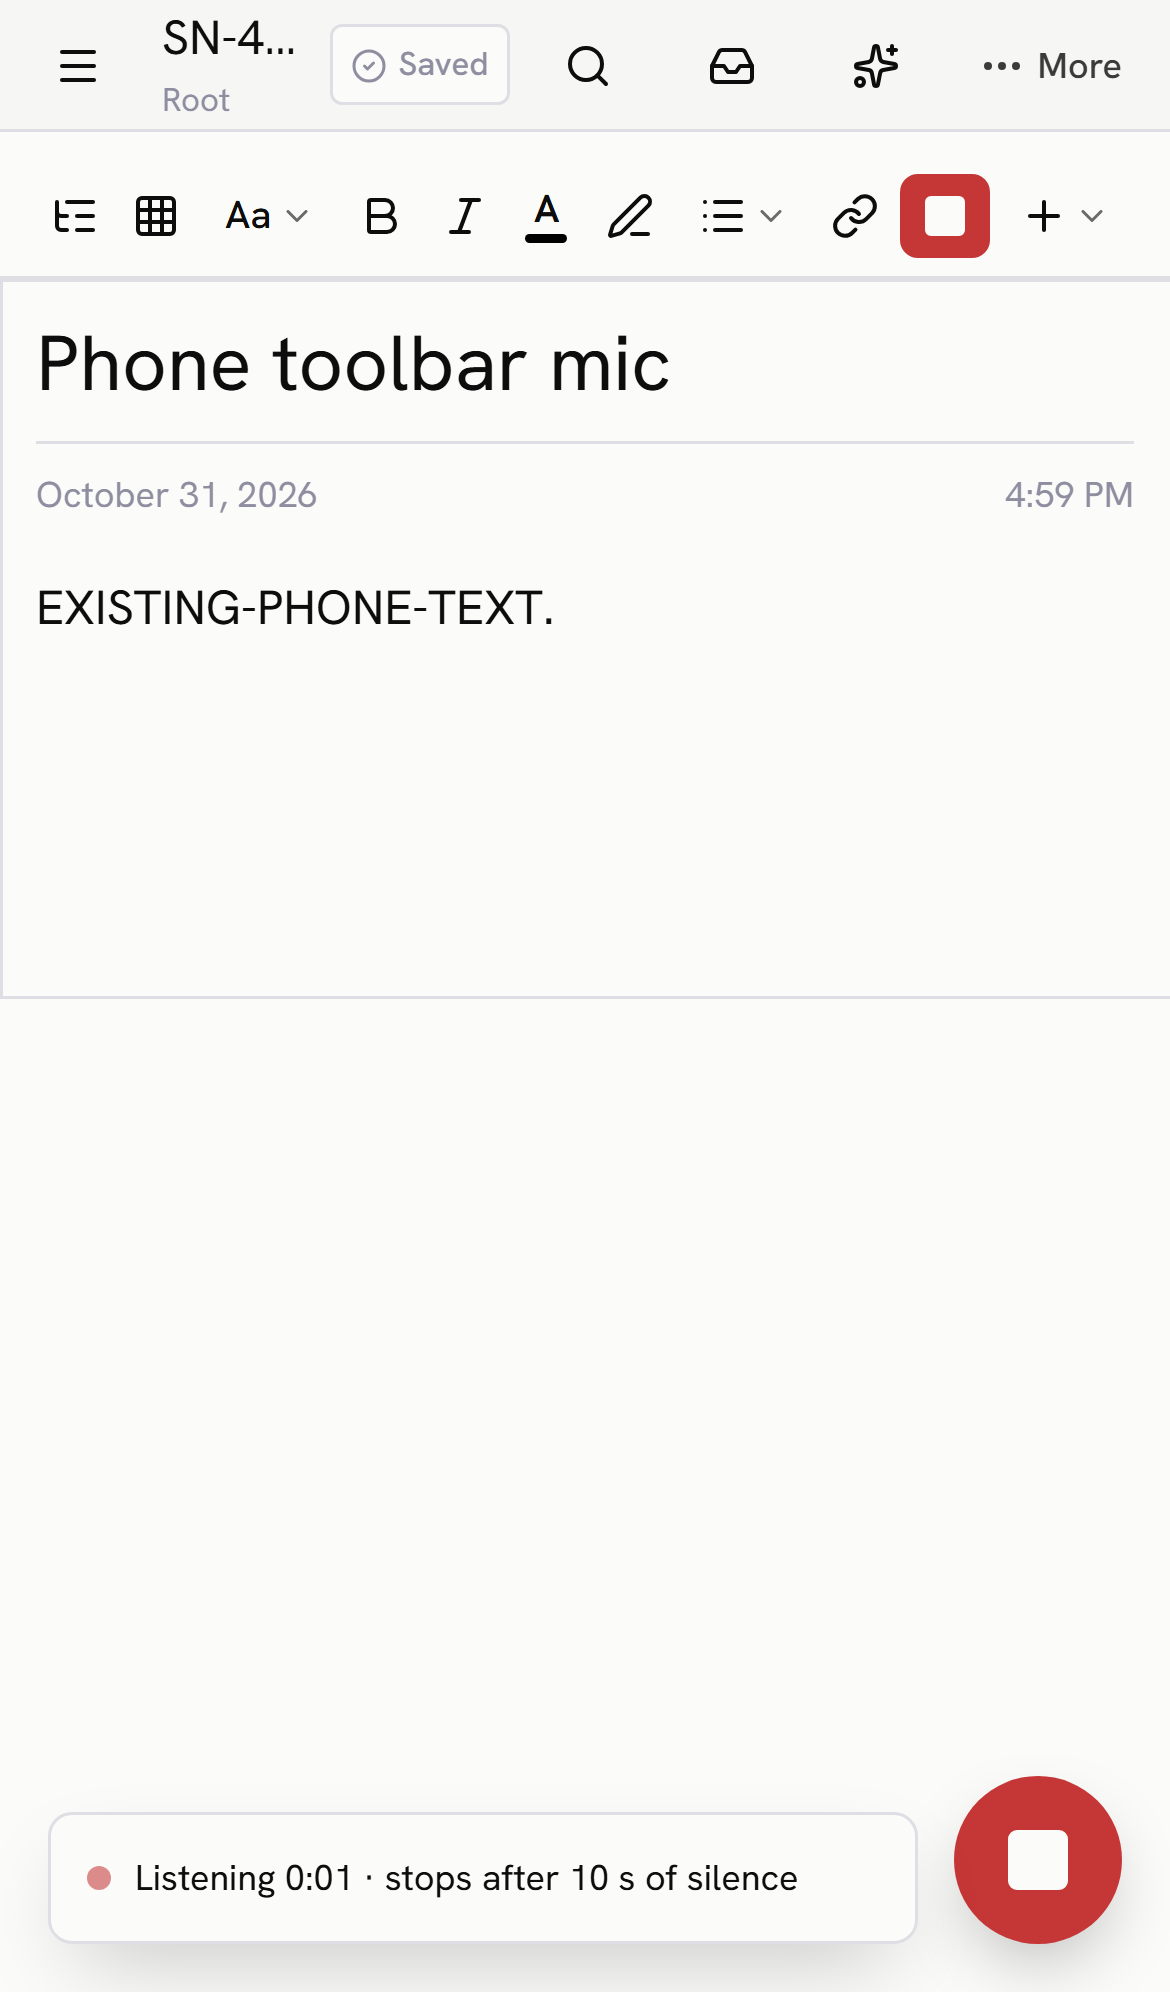 SN-4...
Root
Saved
More
Aa
B
I
A
Phone toolbar mic
October 31, 2026
4:59 PM
EXISTING-PHONE-TEXT.
Listening 0:01 · stops after 10 s of silence